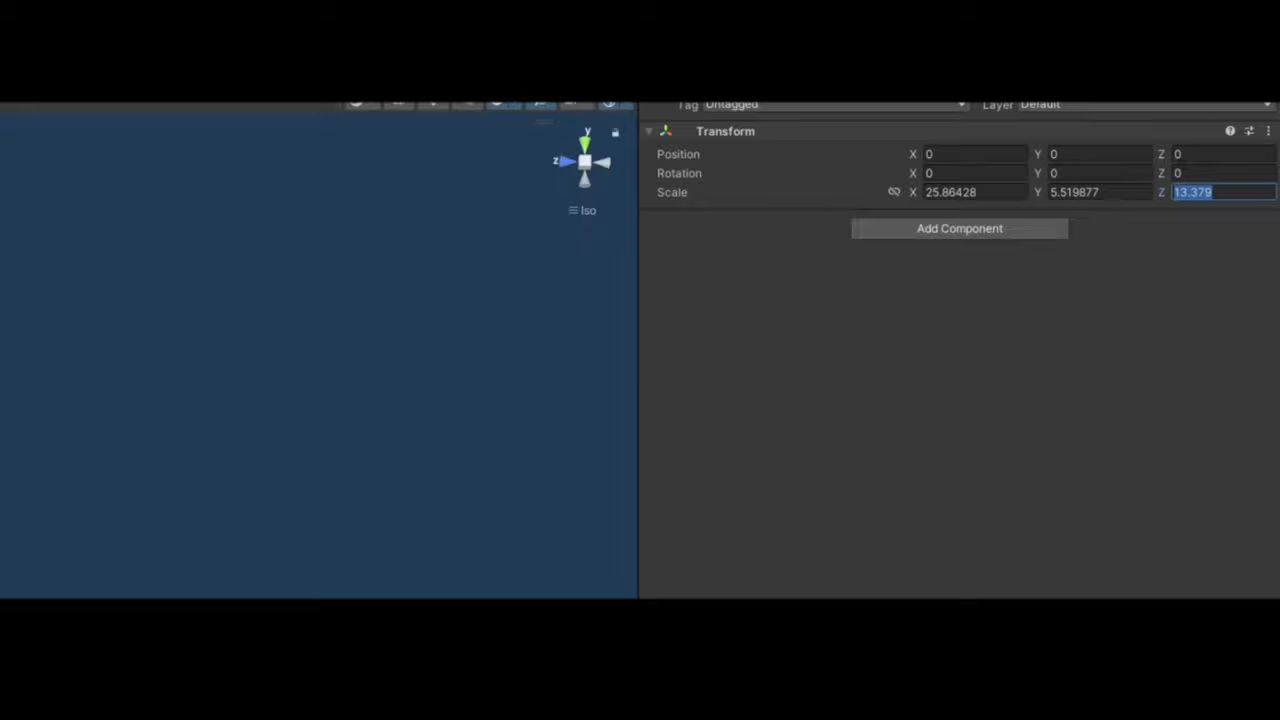 Tag Untagged Layer Default
Transform
Position X 0 Y 0 Z 0
Rotation X 0 Y 0 Z 0
Scale X 25.86428 Y 5.519877 Z 13.379
Add Component
y
z
Iso